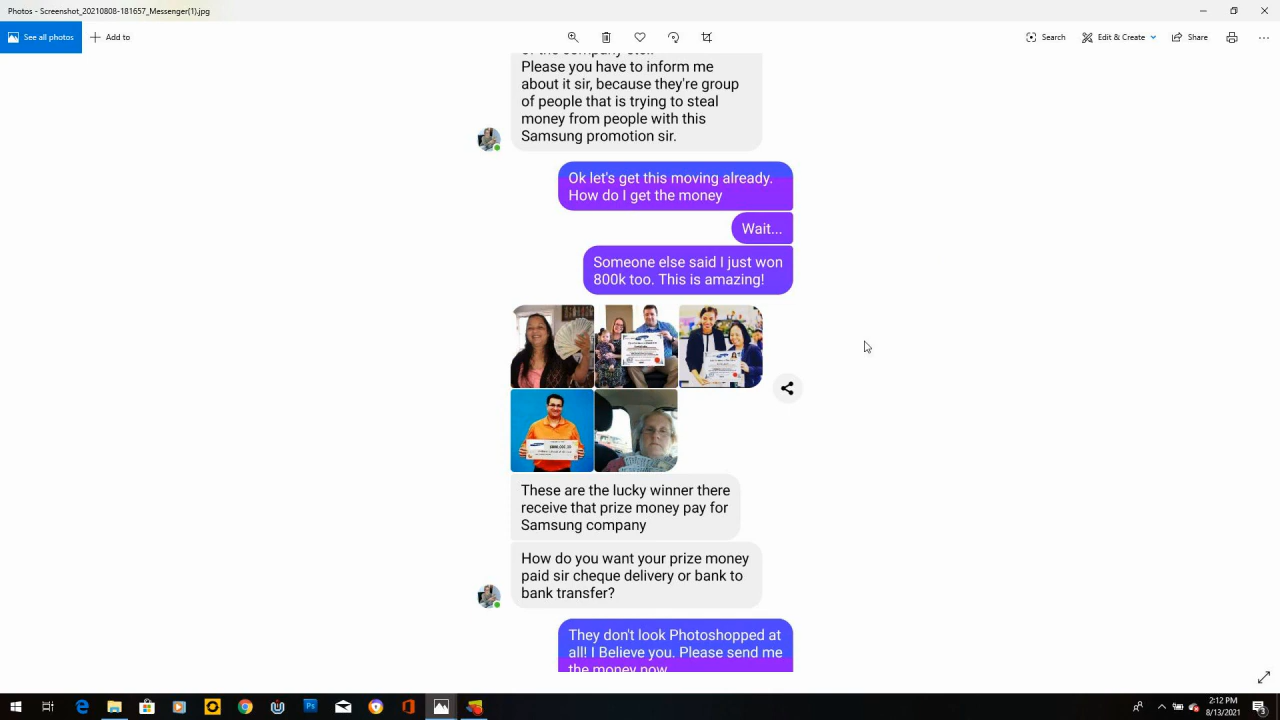 Photos - Screenshot_20210808-181657_Messenger(1).jpg
See all photos
Add to
Search
Edit & Create
Share
Please you have to inform me
about it sir, because they're group
of people that is trying to steal
money from people with this
Samsung promotion sir.
Ok let's get this moving already.
How do I get the money
Wait...
Someone else said I just won
800k too. This is amazing!
These are the lucky winner there
receive that prize money pay for
Samsung company
How do you want your prize money
paid sir cheque delivery or bank to
bank transfer?
They don't look Photoshopped at
all! I Believe you. Please send me
the money now
2:12 PM
8/13/2021